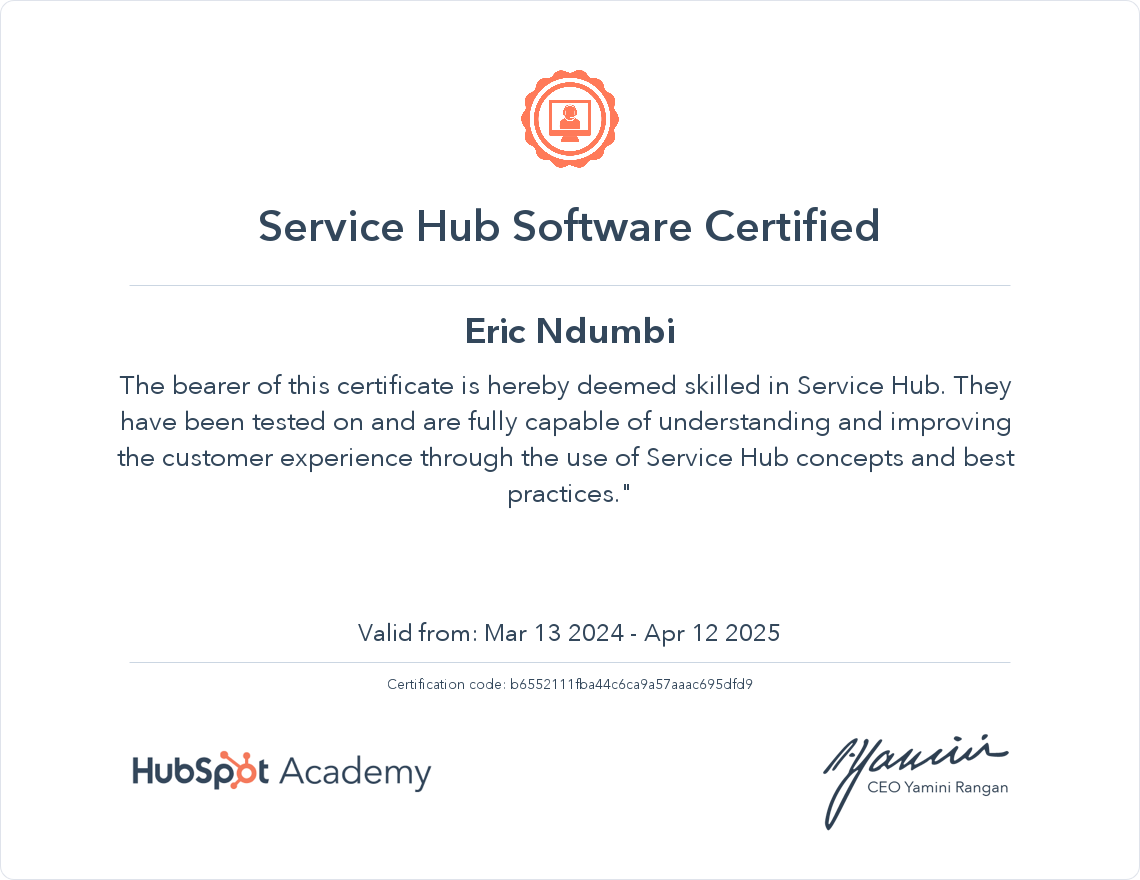 Service Hub Software Certified
Eric Ndumbi
The bearer of this certificate is hereby deemed skilled in Service Hub. They
have been tested on and are fully capable of understanding and improving
the customer experience through the use of Service Hub concepts and best
practices."
Valid from: Mar 13 2024 - Apr 12 2025
Certification code: b6552111fba44c6ca9a57aaac695dfd9
HubSpot Academy
CEO Yamini Rangan